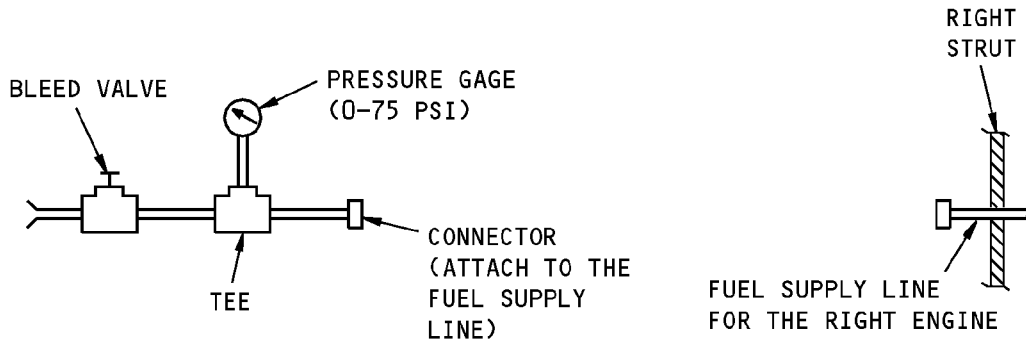 BLEED VALVE
PRESSURE GAGE
(0-75 PSI)
TEE
CONNECTOR
(ATTACH TO THE
FUEL SUPPLY
LINE)
RIGHT
STRUT
FUEL SUPPLY LINE
FOR THE RIGHT ENGINE